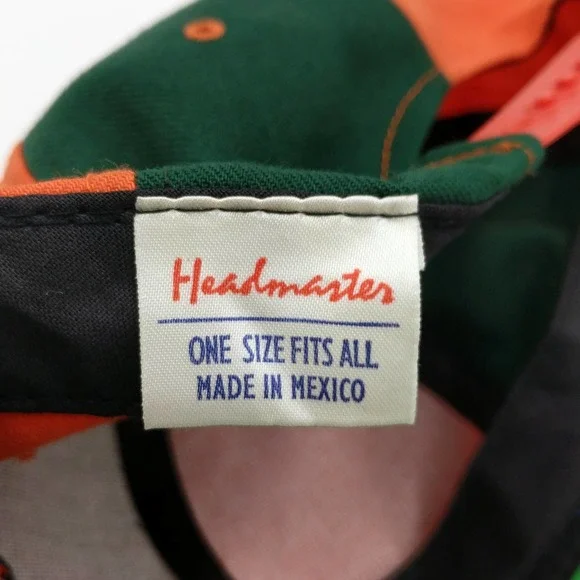 Headmaster
ONE SIZE FITS ALL
MADE IN MEXICO